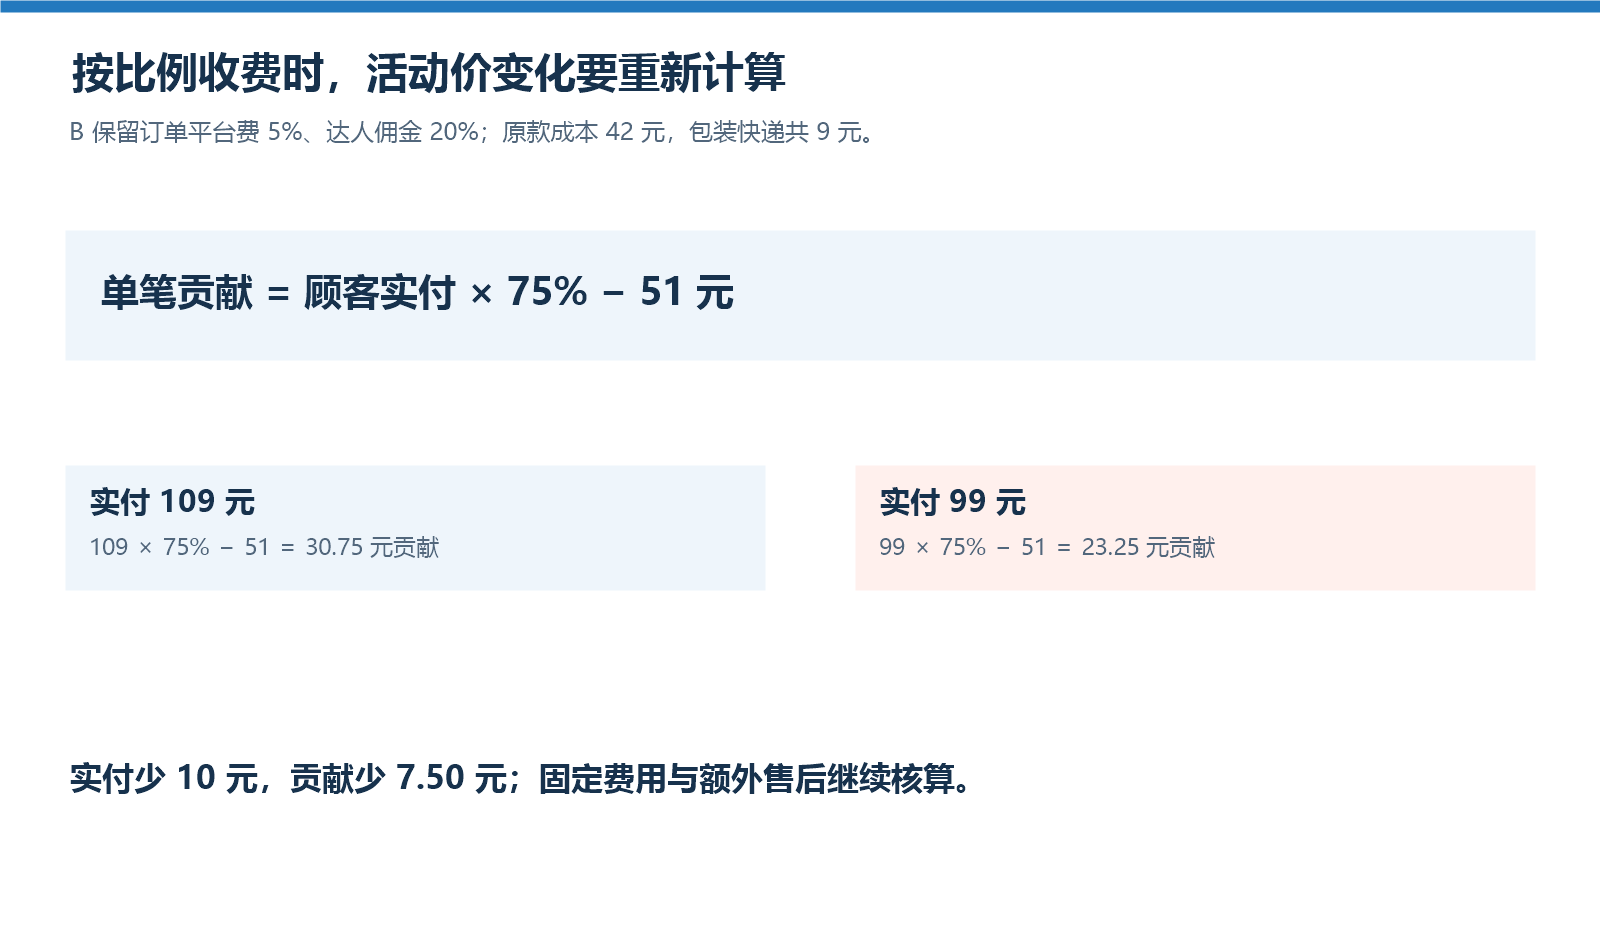 按比例收费时，活动价变化要重新计算
B 保留订单平台费 5%、达人佣金 20%；原款成本 42 元，包装快递共 9 元。
单笔贡献 = 顾客实付 × 75% − 51 元
实付 109 元
109 × 75% − 51 = 30.75 元贡献
实付 99 元
99 × 75% − 51 = 23.25 元贡献
实付少 10 元，贡献少 7.50 元；固定费用与额外售后继续核算。